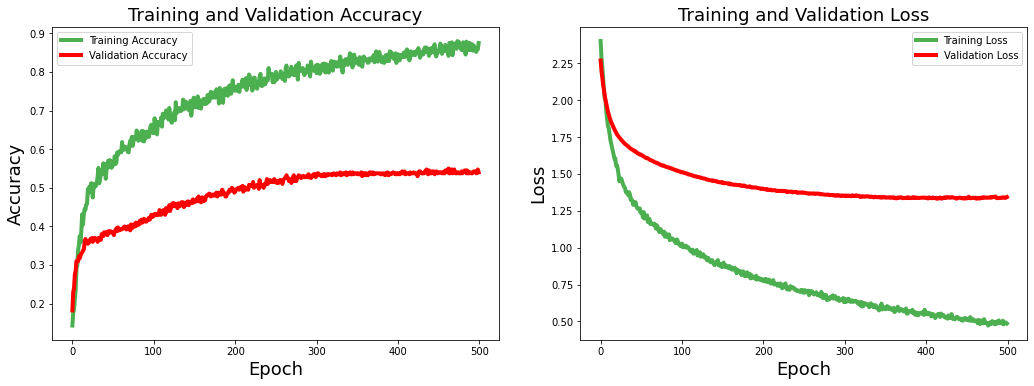 Training and Validation Accuracy
Training Accuracy
Validation Accuracy
Accuracy
0.9
0.8
0.7
0.6
0.5
0.4
0.3
0.2
0 100 200 300 400 500
Epoch
Training and Validation Loss
Training Loss
Validation Loss
Loss
2.25
2.00
1.75
1.50
1.25
1.00
0.75
0.50
0 100 200 300 400 500
Epoch